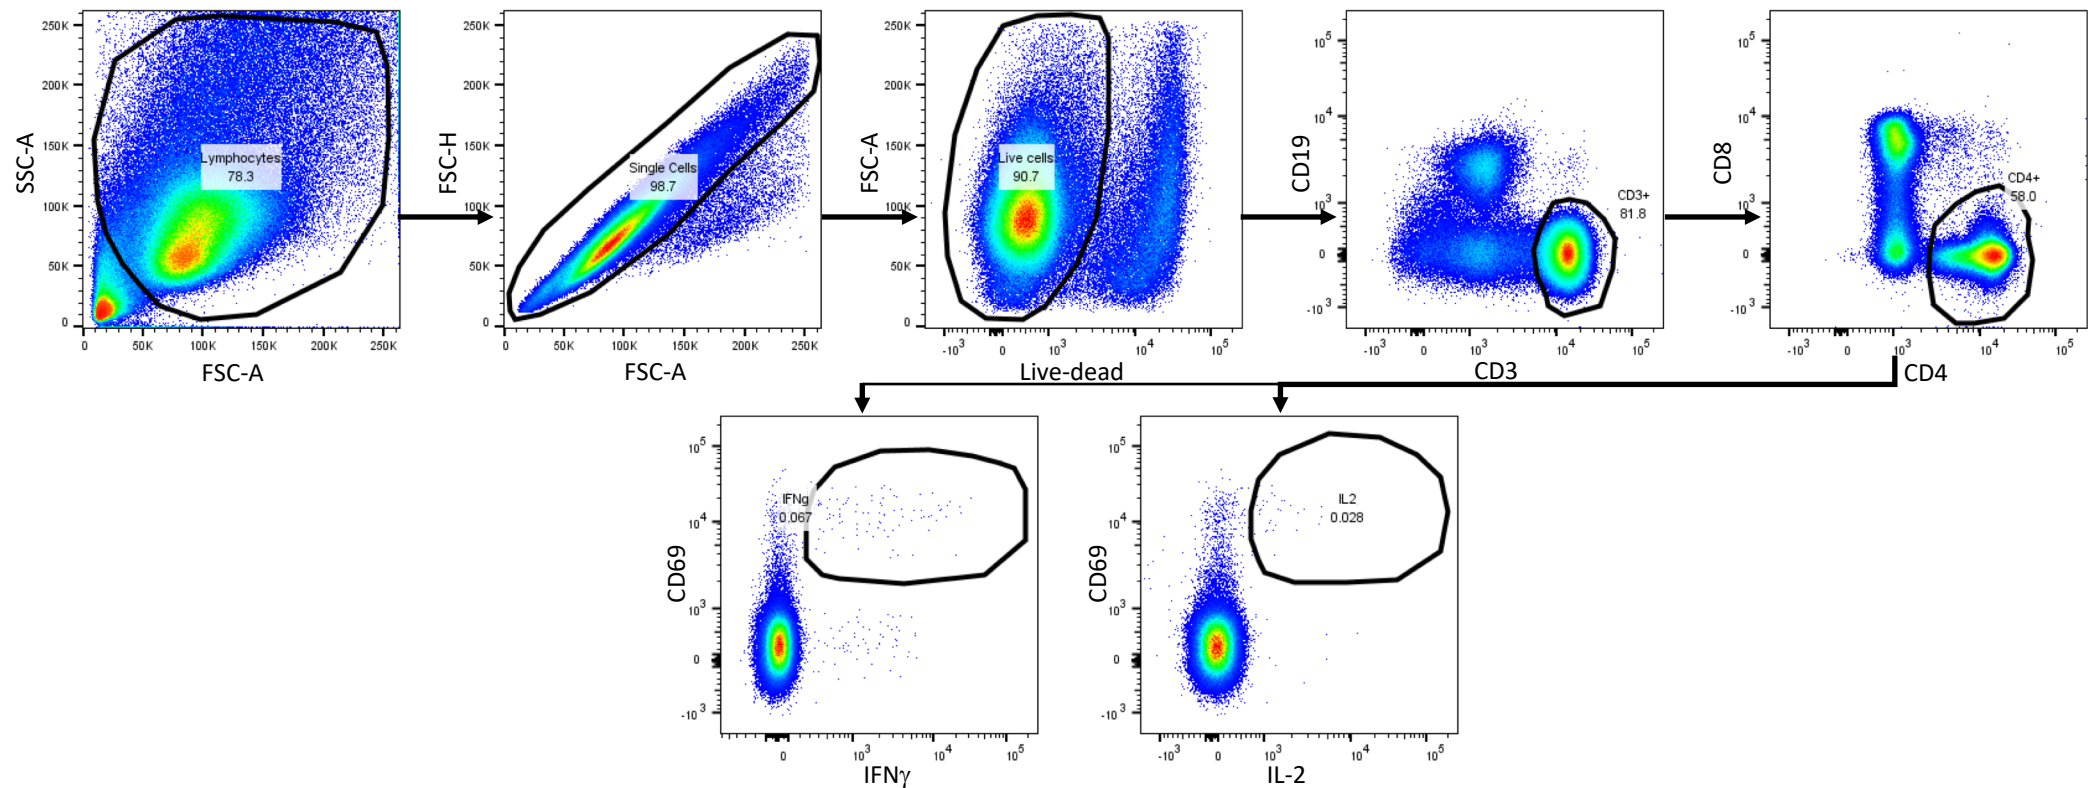 SSC-A
250K
200K
150K
100K
50K
0
Lymphocytes
78.3
0 50K 100K 150K 200K 250K
FSC-A
FSC-H
250K
200K
150K
100K
50K
0
Single Cells
98.7
0 50K 100K 150K 200K 250K
FSC-A
FSC-A
250K
200K
150K
100K
50K
0
Live cells
90.7
-10³ 0 10³ 10⁴ 10⁵
Live-dead
CD19
10⁵
10⁴
10³
0
-10³
CD3+
81.8
-10³ 0 10³ 10⁴ 10⁵
CD3
CD8
10⁵
10⁴
10³
0
-10³
CD4+
58.0
-10³ 0 10³ 10⁴ 10⁵
CD4
CD69
10⁵
10⁴
10³
0
-10³
IFNg
0.067
0 10³ 10⁴ 10⁵
IFNγ
CD69
10⁵
10⁴
10³
0
-10³
IL2
0.028
-10³ 0 10³ 10⁴ 10⁵
IL-2